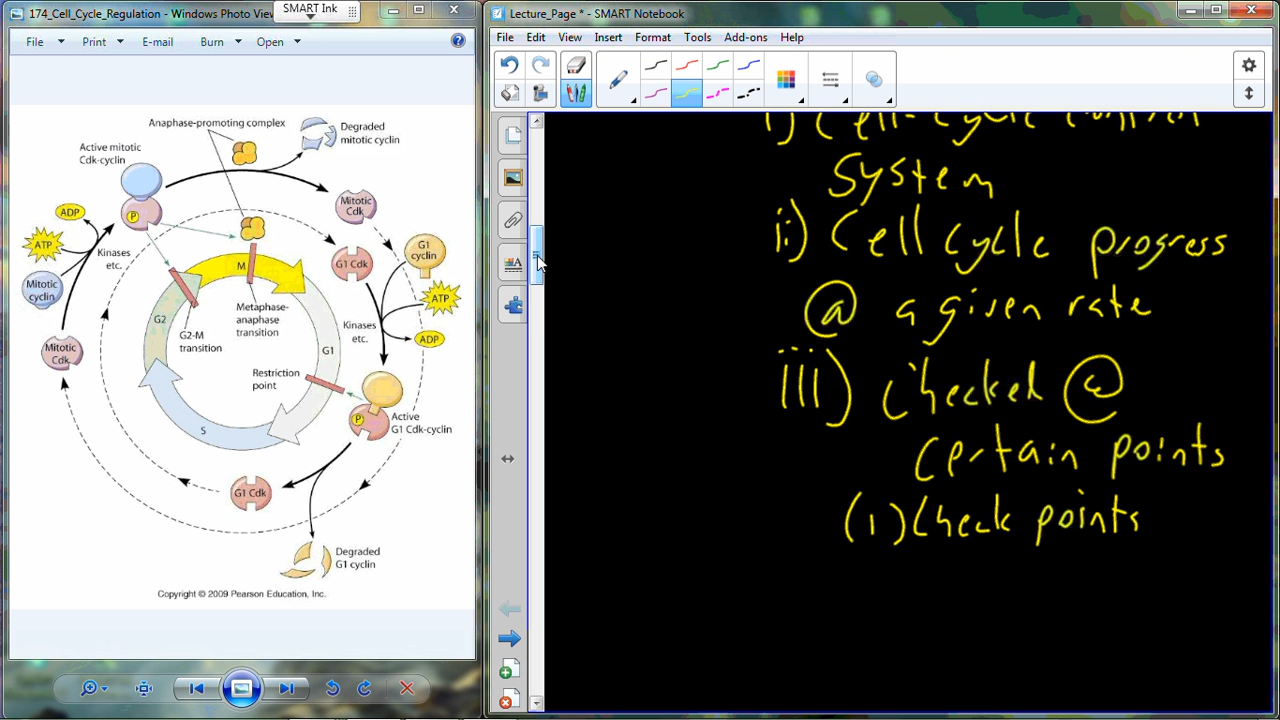 174_Cell_Cycle_Regulation - Windows Photo View
SMART Ink
File Print E-mail Burn Open
Anaphase-promoting complex
Degraded
mitotic cyclin
Active mitotic
Cdk-cyclin
P
ADP
ATP
Kinases
etc.
Mitotic
cyclin
Mitotic
Cdk
Mitotic
Cdk
G1 Cdk
G1
cyclin
ATP
Kinases
etc.
ADP
M
G2
G1
S
Metaphase-
anaphase
transition
G2-M
transition
Restriction
point
P
Active
G1 Cdk-cyclin
G1 Cdk
Degraded
G1 cyclin
Copyright © 2009 Pearson Education, Inc.
Lecture_Page * - SMART Notebook
File Edit View Insert Format Tools Add-ons Help
i) Cell-cycle control
System
ii) Cell cycle progress
@ a given rate
iii) checked @
certain points
(1) Check points